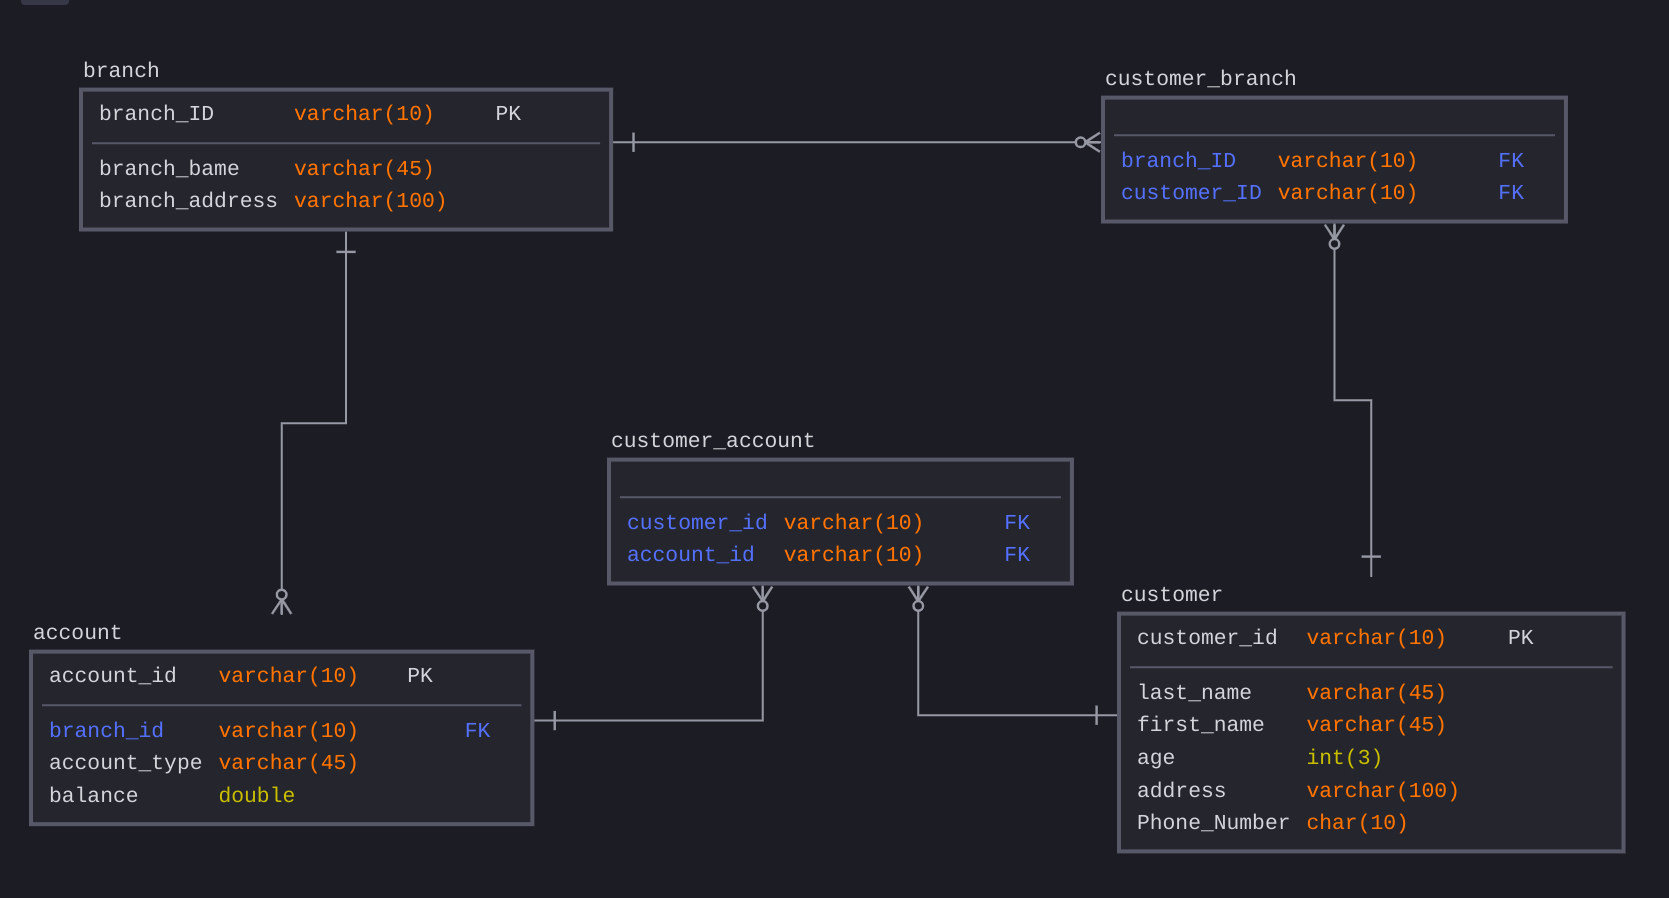 branch
branch_ID varchar(10) PK
branch_bame varchar(45)
branch_address varchar(100)
customer_branch
branch_ID varchar(10) FK
customer_ID varchar(10) FK
customer_account
customer_id varchar(10) FK
account_id varchar(10) FK
account
account_id varchar(10) PK
branch_id varchar(10) FK
account_type varchar(45)
balance double
customer
customer_id varchar(10) PK
last_name varchar(45)
first_name varchar(45)
age int(3)
address varchar(100)
Phone_Number char(10)